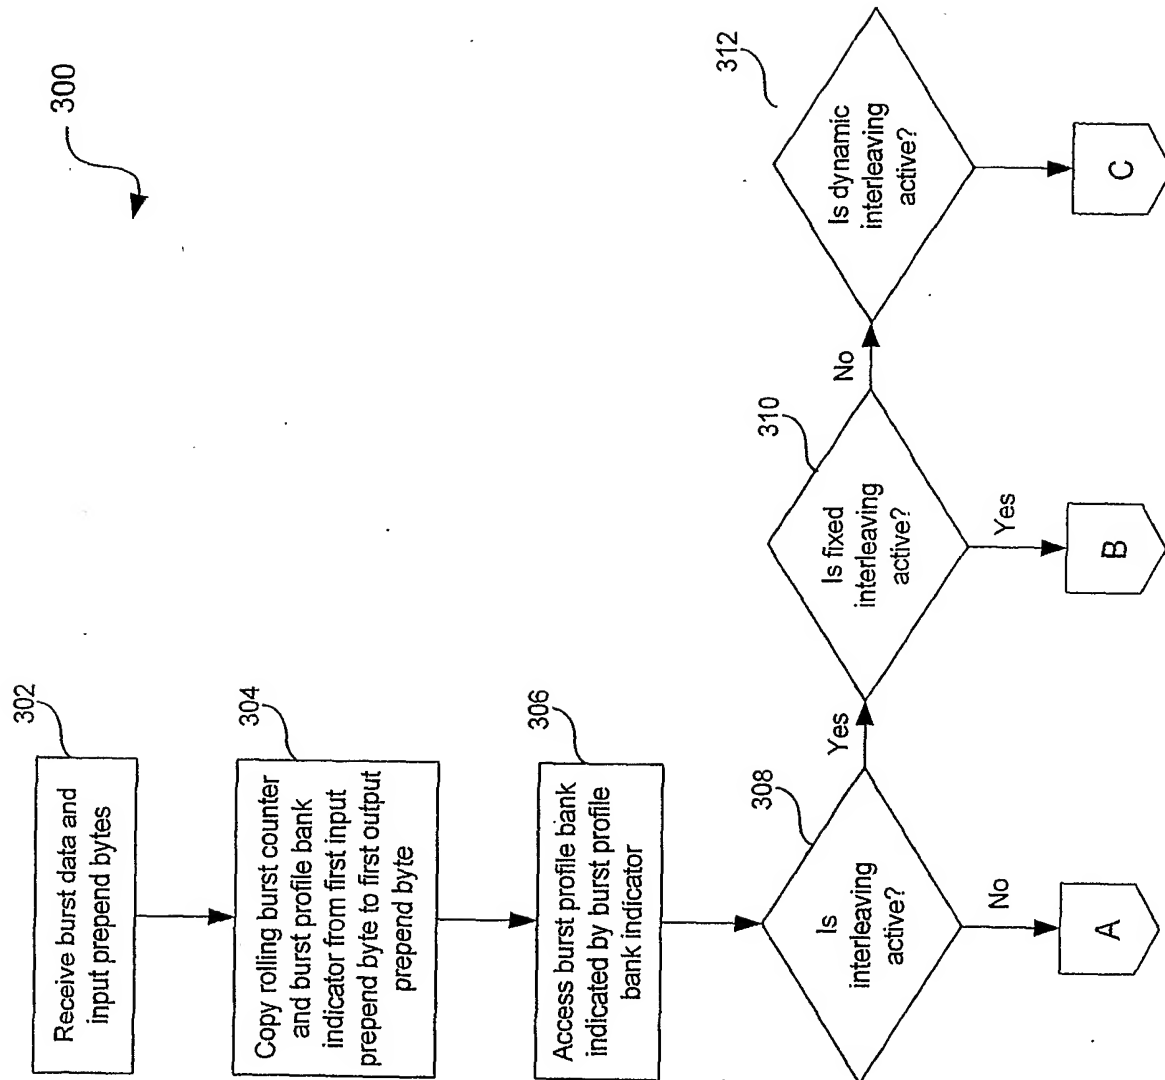 300
302
Receive burst data and
input prepend bytes
304
Copy rolling burst counter
and burst profile bank
indicator from first input
prepend byte to first output
prepend byte
306
Access burst profile bank
indicated by burst profile
bank indicator
308
Is
interleaving
active?
Yes
No
A
310
Is fixed
interleaving
active?
No
Yes
B
312
Is dynamic
interleaving
active?
C